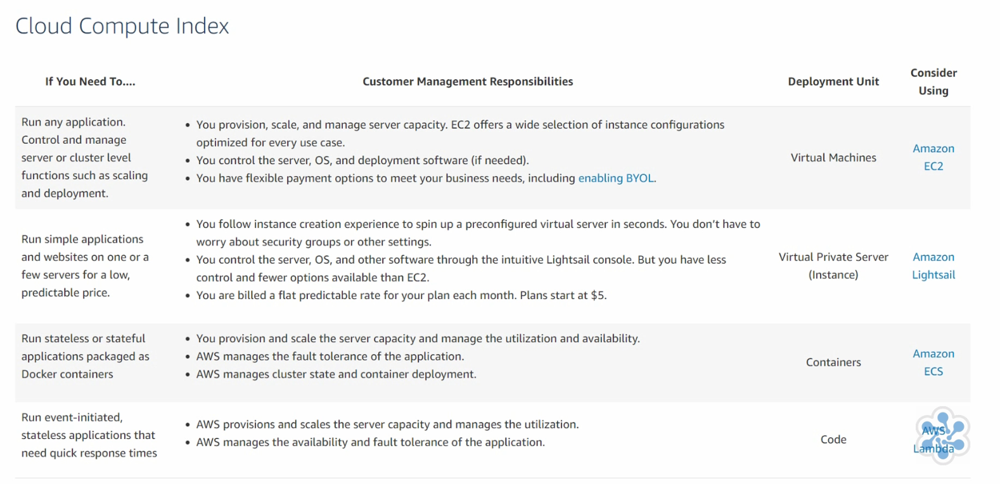 Cloud Compute Index
If You Need To....
Customer Management Responsibilities
Deployment Unit
Consider
Using
Run any application.
Control and manage
server or cluster level
functions such as scaling
and deployment.
• You provision, scale, and manage server capacity. EC2 offers a wide selection of instance configurations
optimized for every use case.
• You control the server, OS, and deployment software (if needed).
• You have flexible payment options to meet your business needs, including enabling BYOL.
Virtual Machines
Amazon
EC2
Run simple applications
and websites on one or a
few servers for a low,
predictable price.
• You follow instance creation experience to spin up a preconfigured virtual server in seconds. You don’t have to
worry about security groups or other settings.
• You control the server, OS, and other software through the intuitive Lightsail console. But you have less
control and fewer options available than EC2.
• You are billed a flat predictable rate for your plan each month. Plans start at $5.
Virtual Private Server
(Instance)
Amazon
Lightsail
Run stateless or stateful
applications packaged as
Docker containers
• You provision and scale the server capacity and manage the utilization and availability.
• AWS manages the fault tolerance of the application.
• AWS manages cluster state and container deployment.
Containers
Amazon
ECS
Run event-initiated,
stateless applications that
need quick response times
• AWS provisions and scales the server capacity and manages the utilization.
• AWS manages the availability and fault tolerance of the application.
Code
AWS
Lambda